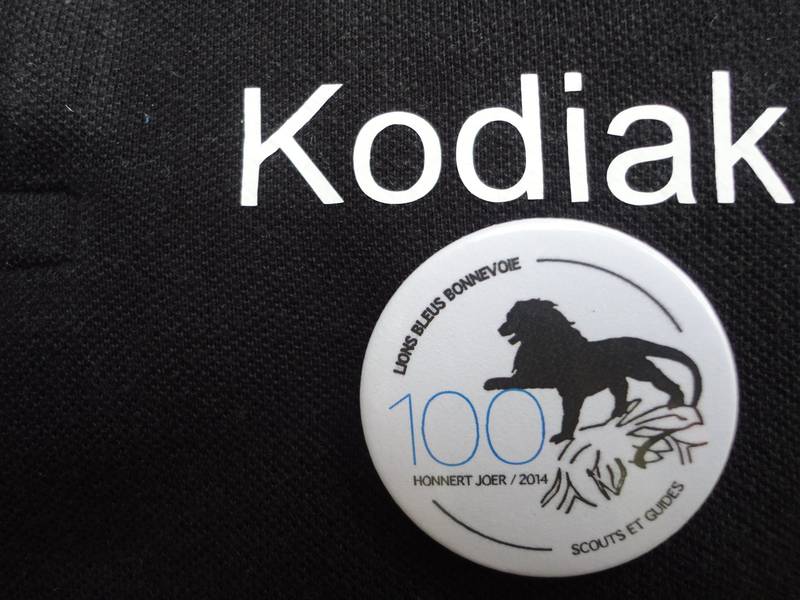 Kodiak
LIONS BLEUS BONNEVOIE
100
HONNERT JOER / 2014
SCOUTS ET GUIDES